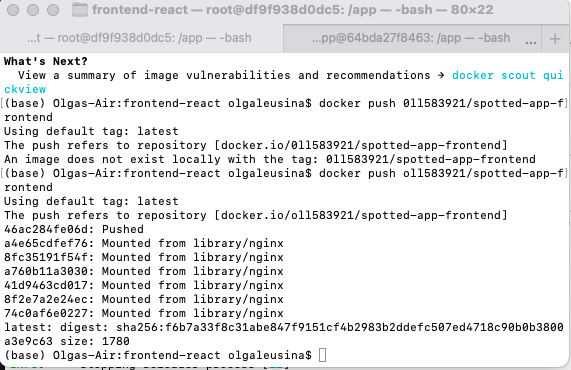 frontend-react — root@df9f938d0dc5: /app — -bash — 80×22
...t — root@df9f938d0dc5: /app — -bash
...pp@64bda27f8463: /app — -bash ... +
What's Next?
  View a summary of image vulnerabilities and recommendations → docker scout qui
ckview
[(base) Olgas-Air:frontend-react olgaleusina$ docker push 0ll583921/spotted-app-f]
rontend
Using default tag: latest
The push refers to repository [docker.io/0ll583921/spotted-app-frontend]
An image does not exist locally with the tag: 0ll583921/spotted-app-frontend
[(base) Olgas-Air:frontend-react olgaleusina$ docker push oll583921/spotted-app-f]
rontend
Using default tag: latest
The push refers to repository [docker.io/oll583921/spotted-app-frontend]
46ac284fe06d: Pushed
a4e65cdfef76: Mounted from library/nginx
8fc35191f54f: Mounted from library/nginx
a760b11a3030: Mounted from library/nginx
41d9463cd017: Mounted from library/nginx
8f2e7a2e24ec: Mounted from library/nginx
74c0af6e0227: Mounted from library/nginx
latest: digest: sha256:f6b7a33f8c31abe847f9151cf4b2983b2ddefc507ed4718c90b0b3800
a3e9c63 size: 1780
(base) Olgas-Air:frontend-react olgaleusina$